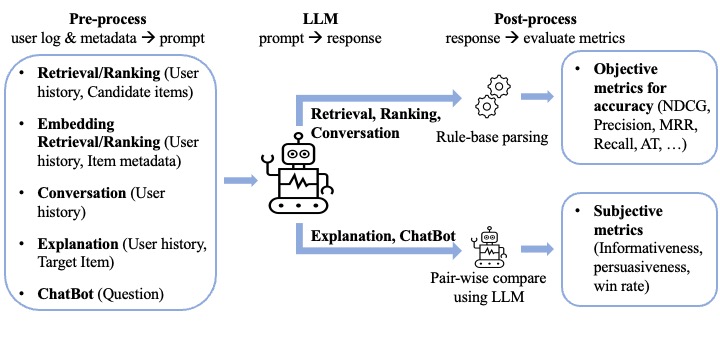 Pre-process
user log & metadata → prompt
LLM
prompt → response
Post-process
response → evaluate metrics
• Retrieval/Ranking (User
history, Candidate items)
• Embedding
Retrieval/Ranking (User
history, Item metadata)
• Conversation (User
history)
• Explanation (User history,
Target Item)
• ChatBot (Question)
Retrieval, Ranking,
Conversation
Explanation, ChatBot
Rule-base parsing
Pair-wise compare
using LLM
• Objective
metrics for
accuracy (NDCG,
Precision, MRR,
Recall, AT, …)
• Subjective
metrics
(Informativeness,
persuasiveness,
win rate)